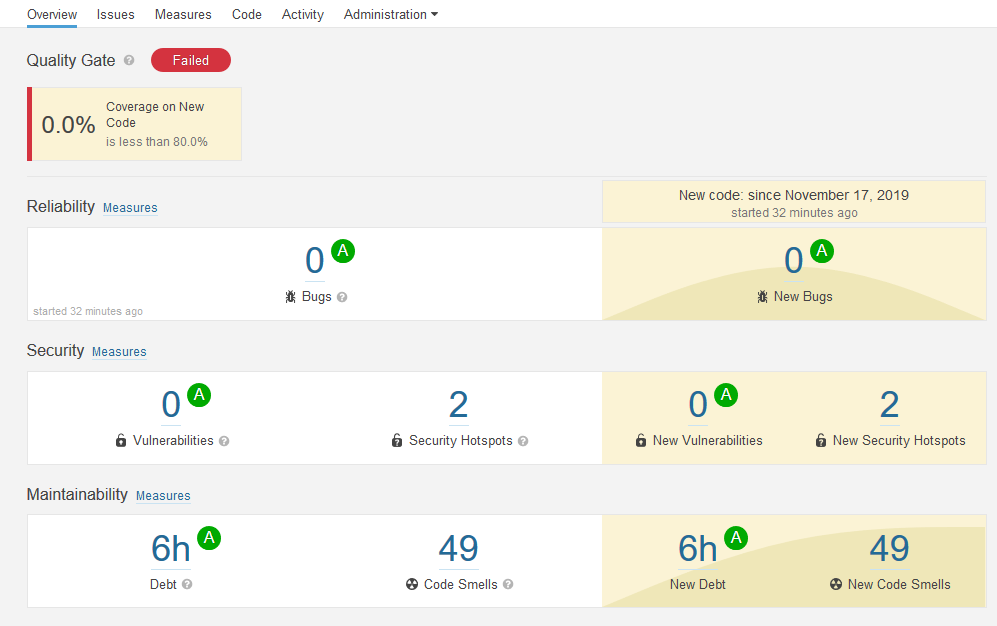 Overview Issues Measures Code Activity Administration
Quality Gate ? Failed
0.0% Coverage on New
Code
is less than 80.0%
New code: since November 17, 2019
started 32 minutes ago
Reliability Measures
0 A
Bugs ?
started 32 minutes ago
0 A
New Bugs
Security Measures
0 A
Vulnerabilities ?
2
Security Hotspots ?
0 A
New Vulnerabilities
2
New Security Hotspots
Maintainability Measures
6h A
Debt ?
49
Code Smells ?
6h A
New Debt
49
New Code Smells